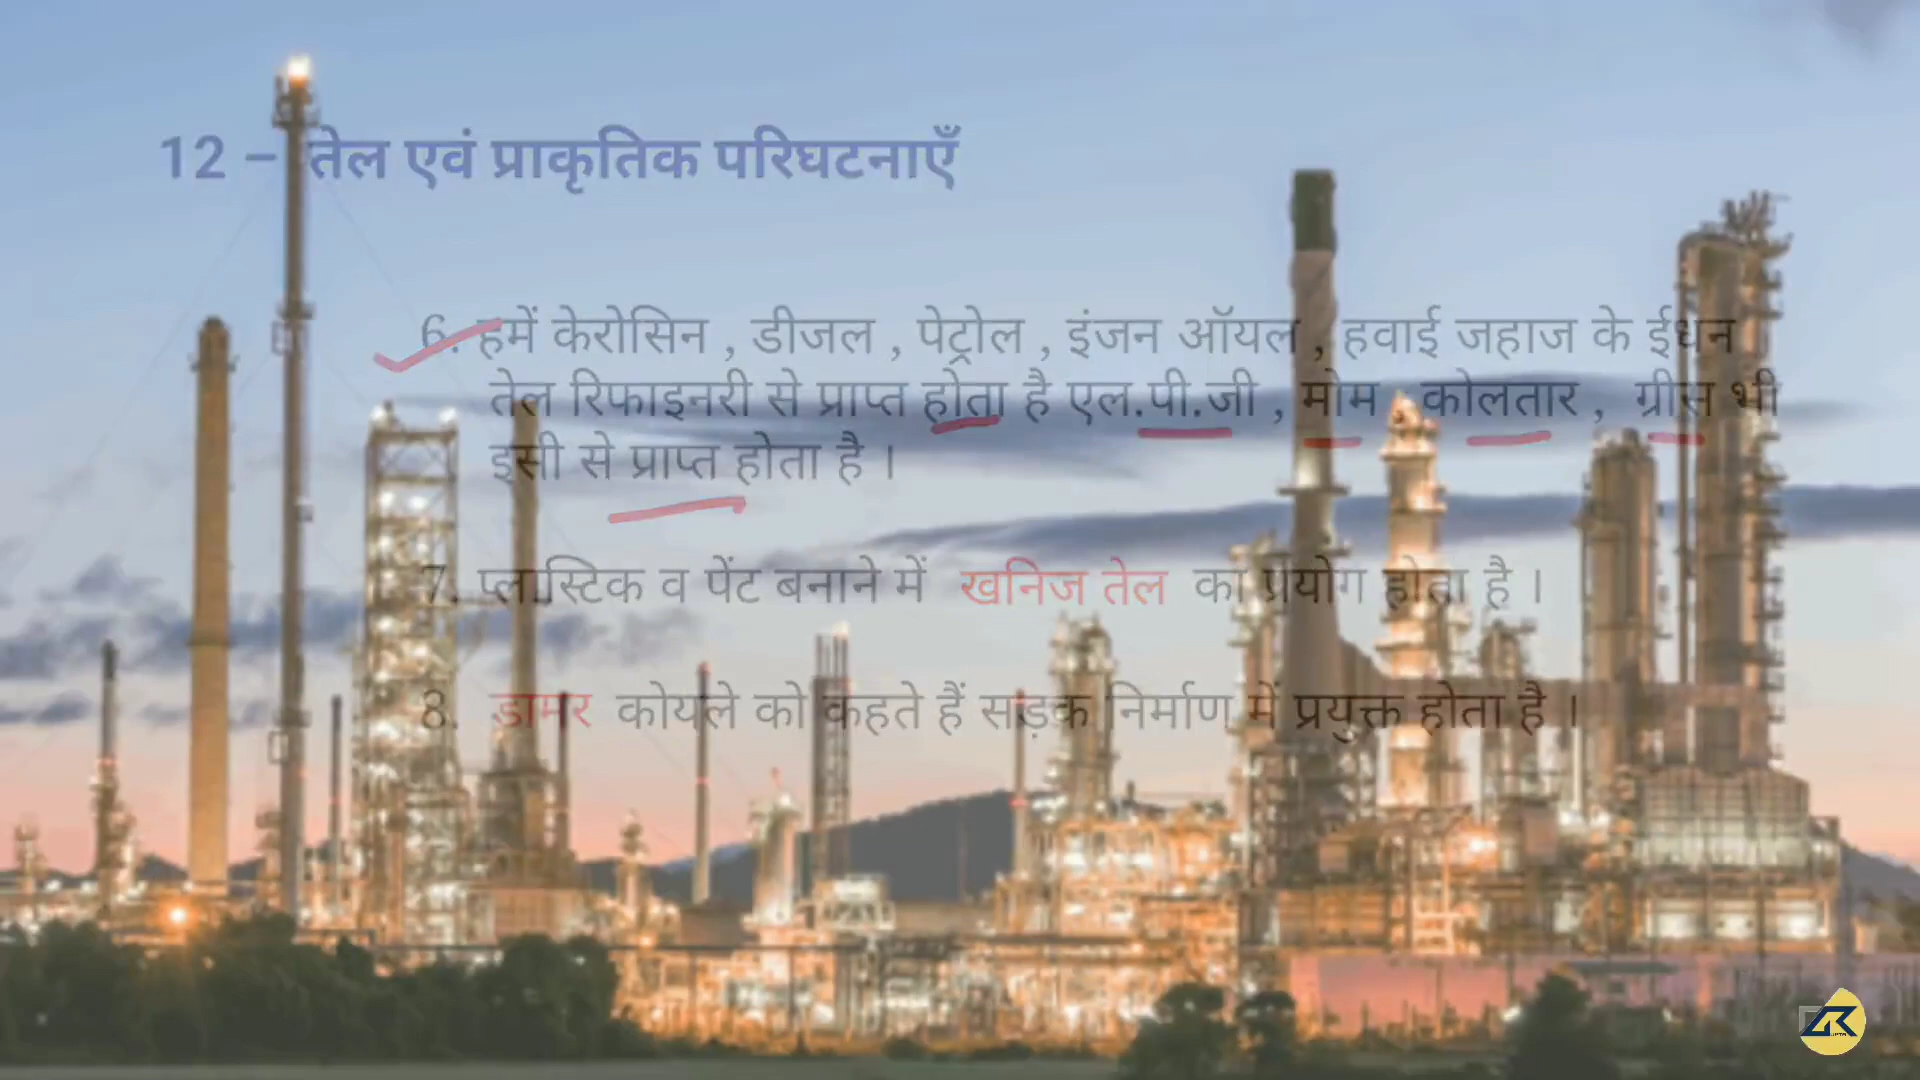 12 – तेल एवं प्राकृतिक परिघटनाएँ
6. हमें केरोसिन , डीजल , पेट्रोल , इंजन ऑयल , हवाई जहाज के ईधन
तेल रिफाइनरी से प्राप्त होता है एल.पी.जी , मोम , कोलतार , ग्रीस भी
इसी से प्राप्त होता है ।
7. प्लास्टिक व पेंट बनाने में खनिज तेल का प्रयोग होता है ।
8. डामर कोयले को कहते हैं सड़क निर्माण में प्रयुक्त होता है ।